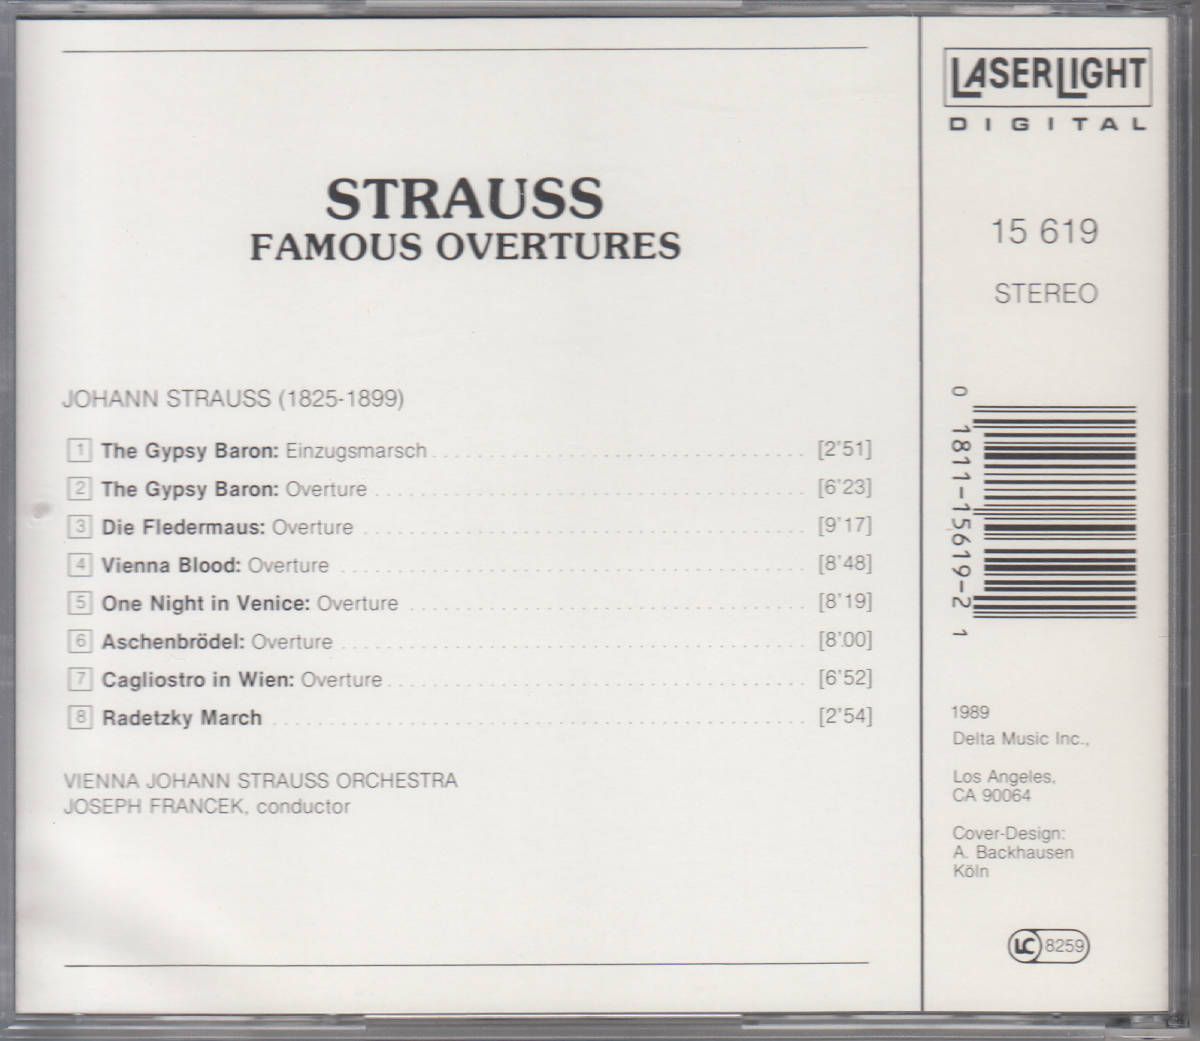 STRAUSS
FAMOUS OVERTURES
JOHANN STRAUSS (1825-1899)
1 The Gypsy Baron: Einzugsmarsch [2'51]
2 The Gypsy Baron: Overture [6'23]
3 Die Fledermaus: Overture [9'17]
4 Vienna Blood: Overture [8'48]
5 One Night in Venice: Overture [8'19]
6 Aschenbrödel: Overture [8'00]
7 Cagliostro in Wien: Overture [6'52]
8 Radetzky March [2'54]
VIENNA JOHANN STRAUSS ORCHESTRA
JOSEPH FRANCEK, conductor
LASERLIGHT
DIGITAL
15 619
STEREO
0 1811-15619-2 1
1989
Delta Music Inc.,
Los Angeles,
CA 90064
Cover-Design:
A. Backhausen
Köln
LC 8259